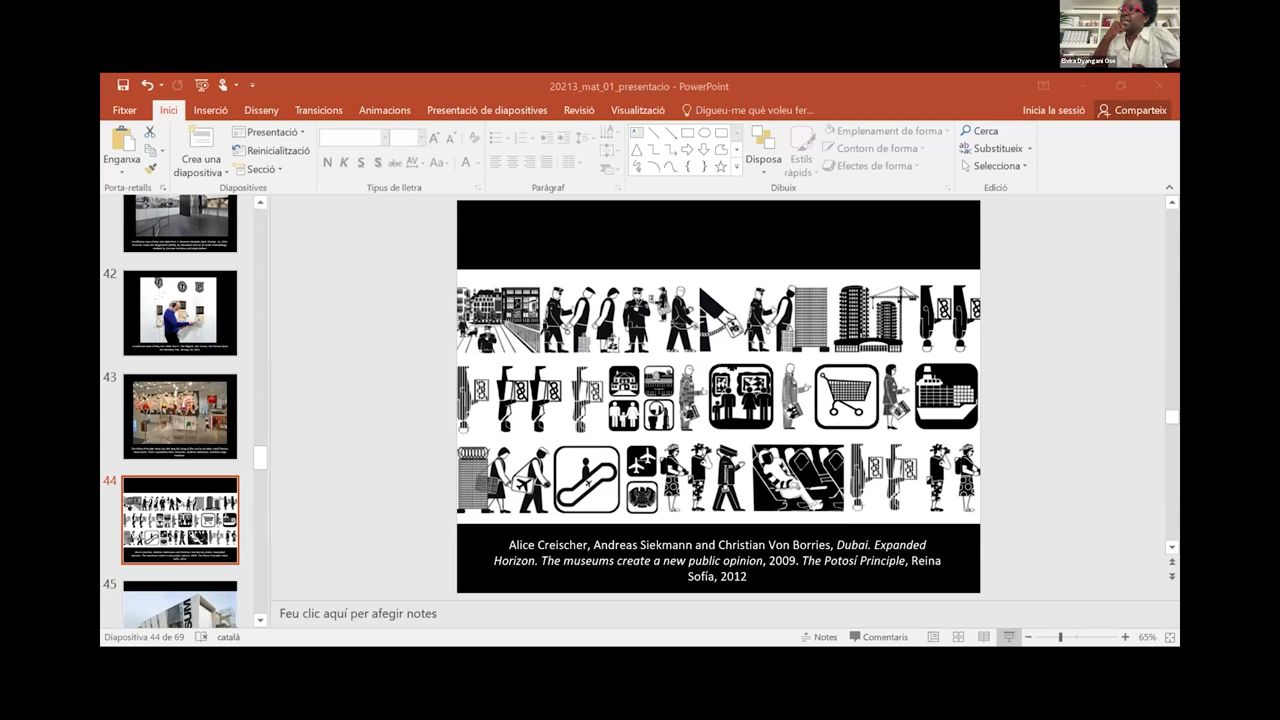 Elvira Dyangani Ose
20213_mat_01_presentacio - PowerPoint
Fitxer Inici Inserció Disseny Transicions Animacions Presentació de diapositives Revisió Visualització Digueu-me què voleu fer... Inicia la sessió Comparteix
Enganxa
Porta-retalls
Crea una diapositiva
Presentació
Reinicialització
Secció
Diapositives
N K S S abc AV Aa A
Tipus de lletra
Paràgraf
Disposa
Estils ràpids
Emplenament de forma
Contorn de forma
Efectes de forma
Dibuix
Cerca
Substitueix
Selecciona
Edició
42
43
44
45
Alice Creischer, Andreas Siekmann and Christian Von Borries, Dubai. Expanded
Horizon. The museums create a new public opinion, 2009. The Potosí Principle, Reina
Sofía, 2012
Feu clic aquí per afegir notes
Diapositiva 44 de 69 català Notes Comentaris 65%